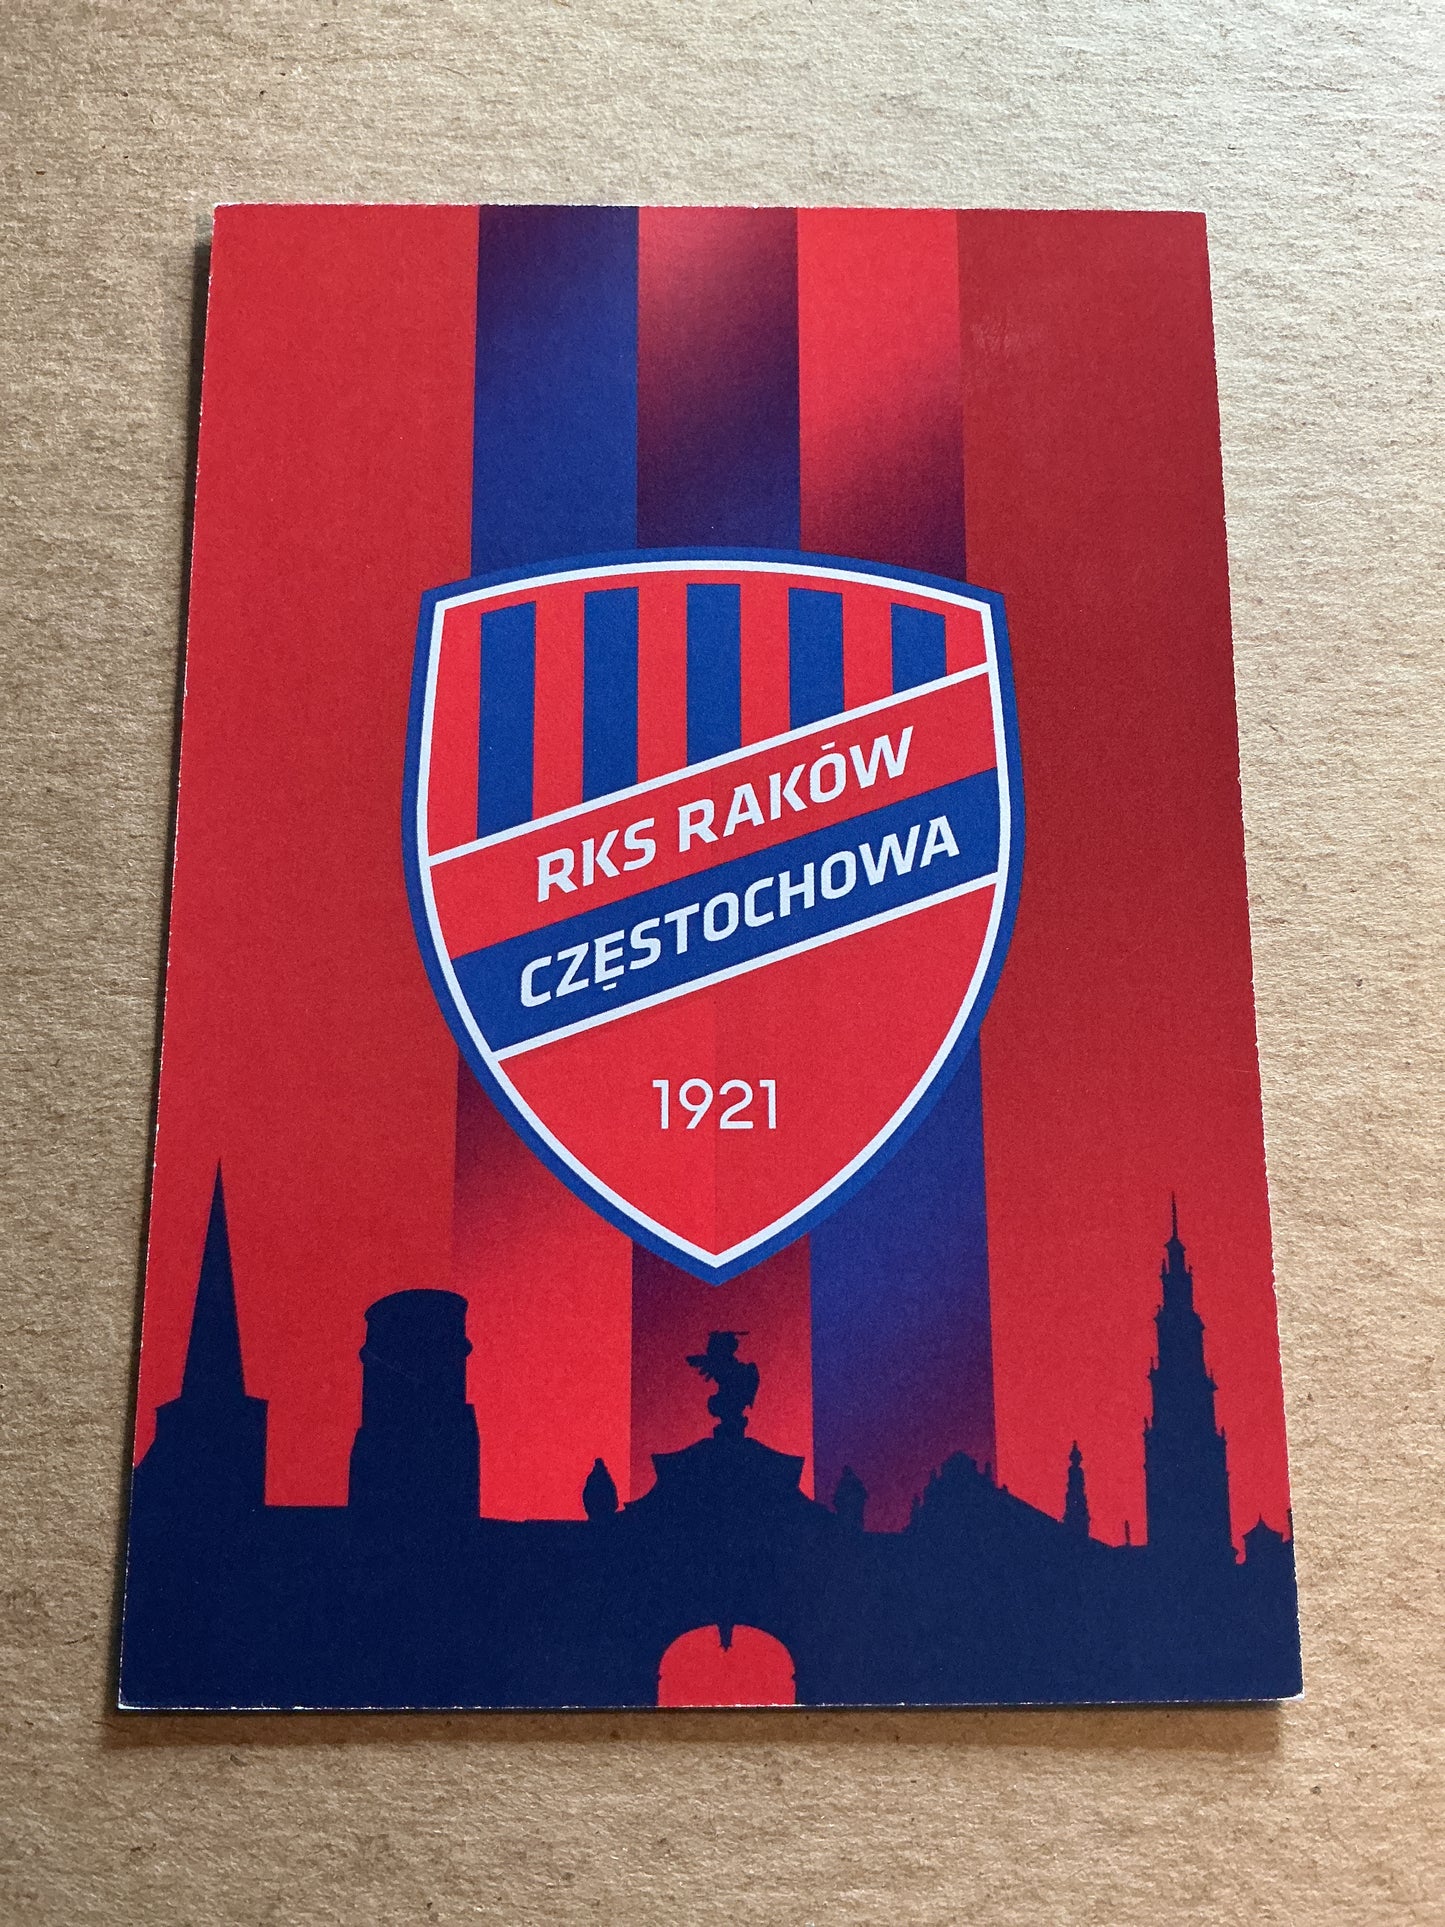 RKS RAKÓW
CZĘSTOCHOWA
1921